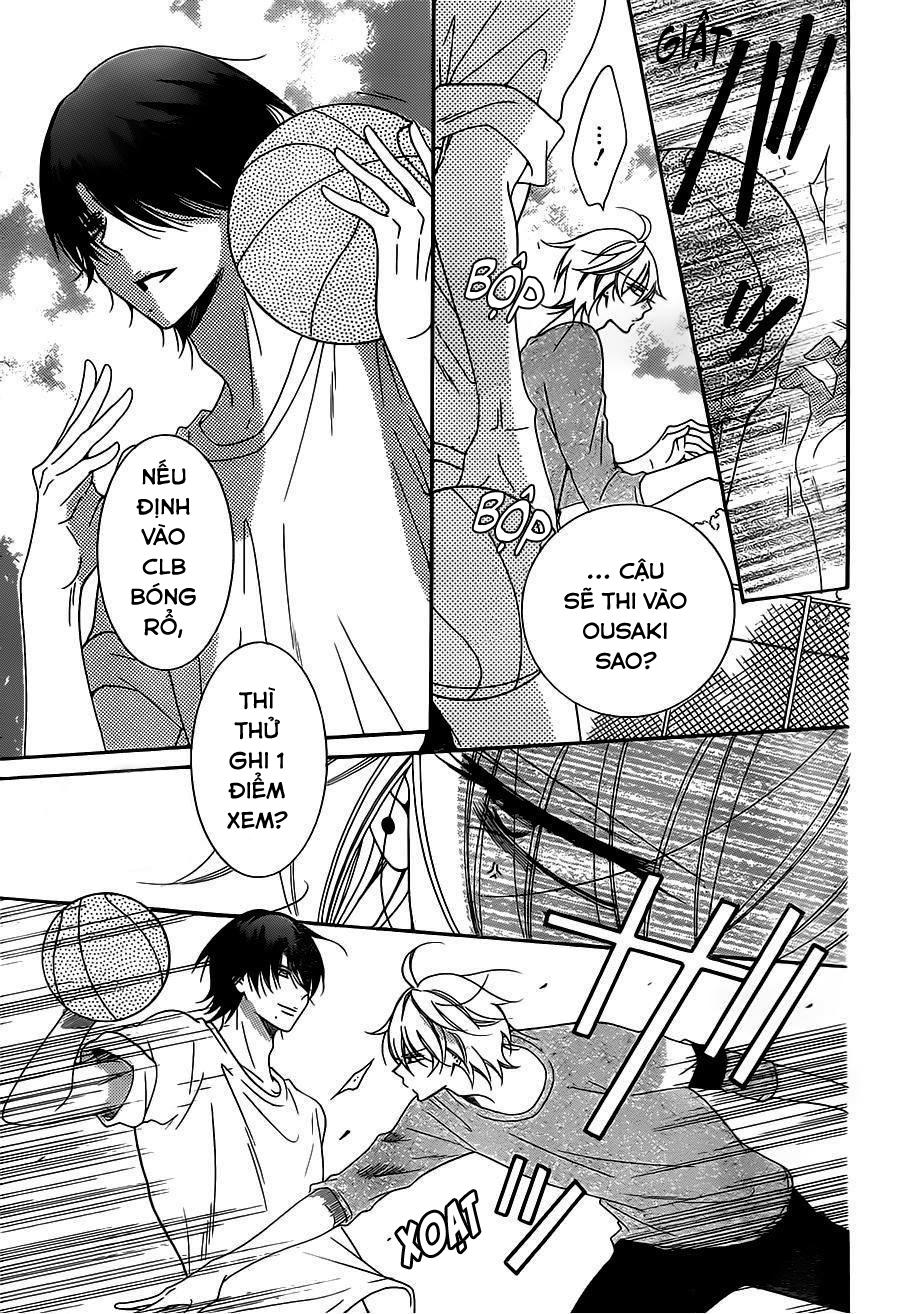 GIẬT
...!
BỘP
BỘP
... CẬU
SẼ THI VÀO
OUSAKI
SAO?
NẾU
ĐỊNH
VÀO
CLB
BÓNG
RỔ,
THÌ
THỬ
GHI 1
ĐIỂM
XEM?
XOẠT